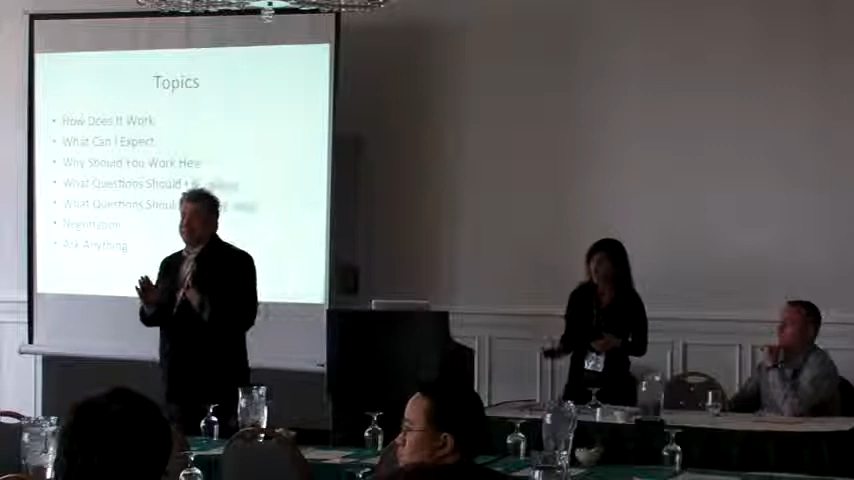 Topics
• How Does It Work
• What Can I Expect
• Why Should You Work Here
• What Questions Should
• What Questions Should
• Negotiation
• Ask Anything